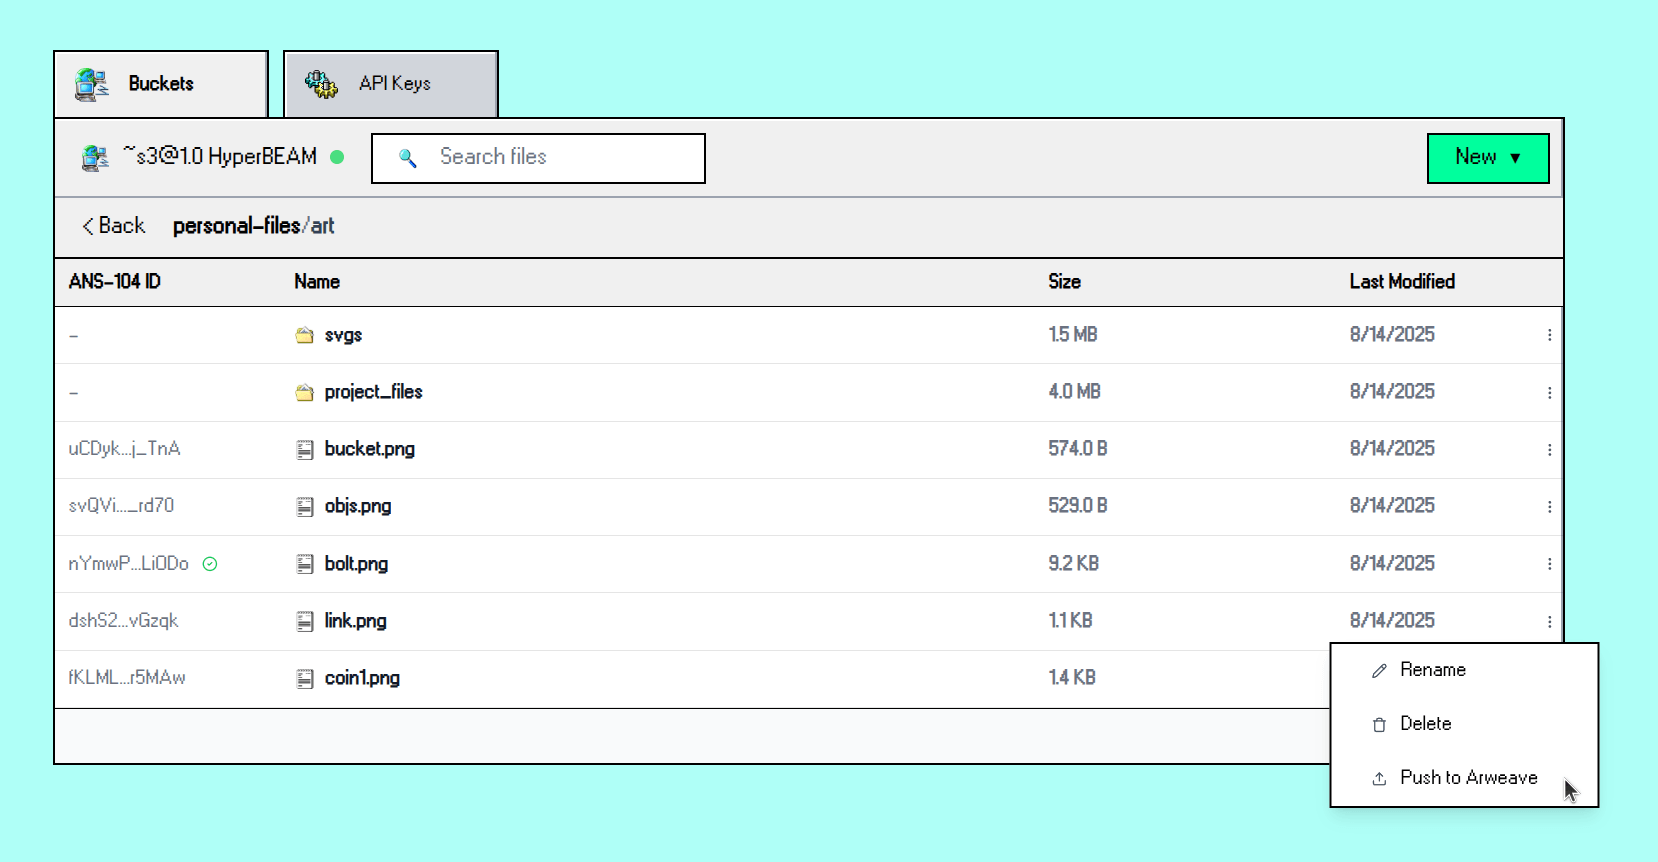 Buckets
API Keys
~s3@1.0 HyperBEAM
Search files
New ▼
< Back personal-files/art
ANS-104 ID Name Size Last Modified
– svgs 1.5 MB 8/14/2025
– project_files 4.0 MB 8/14/2025
uCDyk...j_TnA bucket.png 574.0 B 8/14/2025
svQVi..._rd70 objs.png 529.0 B 8/14/2025
nYmwP...Li0Do bolt.png 9.2 KB 8/14/2025
dshS2...vGzqk link.png 1.1 KB 8/14/2025
fKLML...r5MAw coin1.png 1.4 KB
Rename
Delete
Push to Arweave